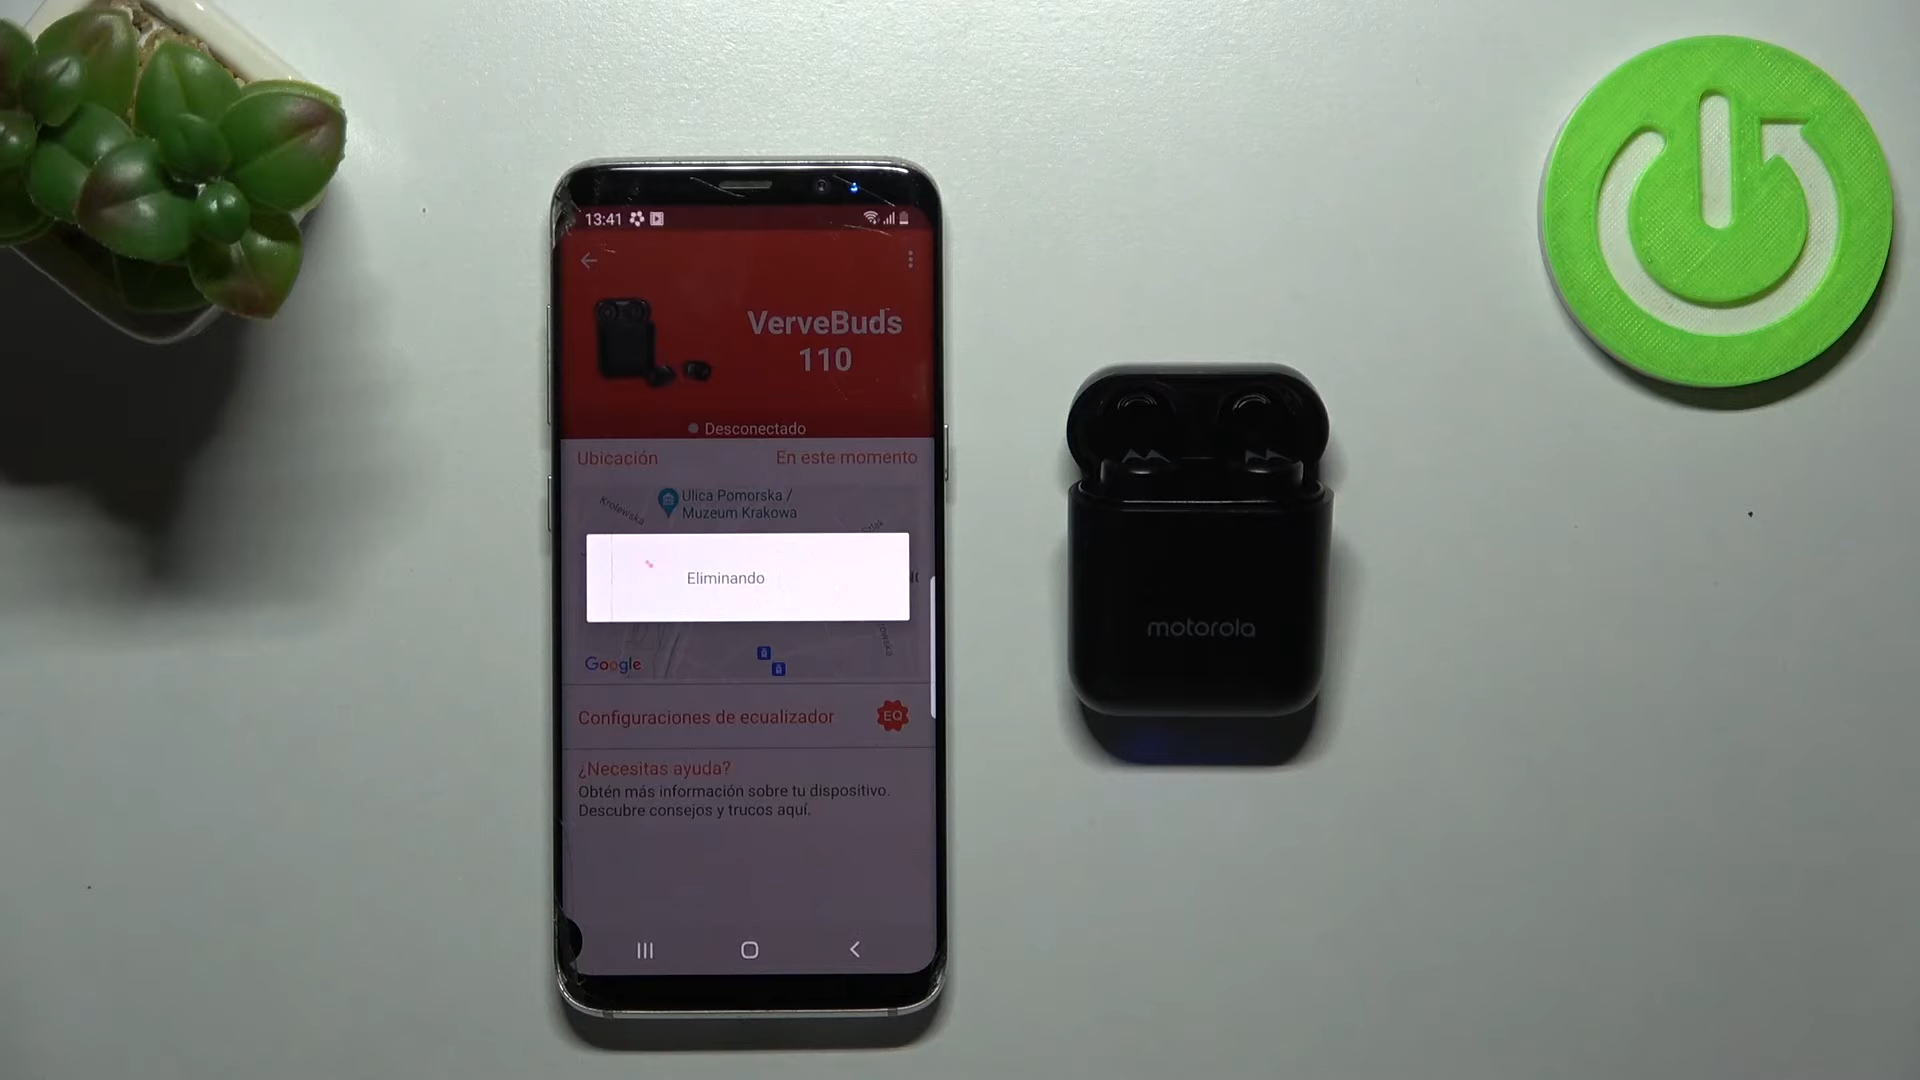 13:41
VerveBuds
110
Desconectado
Ubicación
En este momento
Krolewska
Ulica Pomorska /
Muzeum Krakowa
Eliminando
Google
Configuraciones de ecualizador
EQ
¿Necesitas ayuda?
Obtén más información sobre tu dispositivo.
Descubre consejos y trucos aquí.
motorola